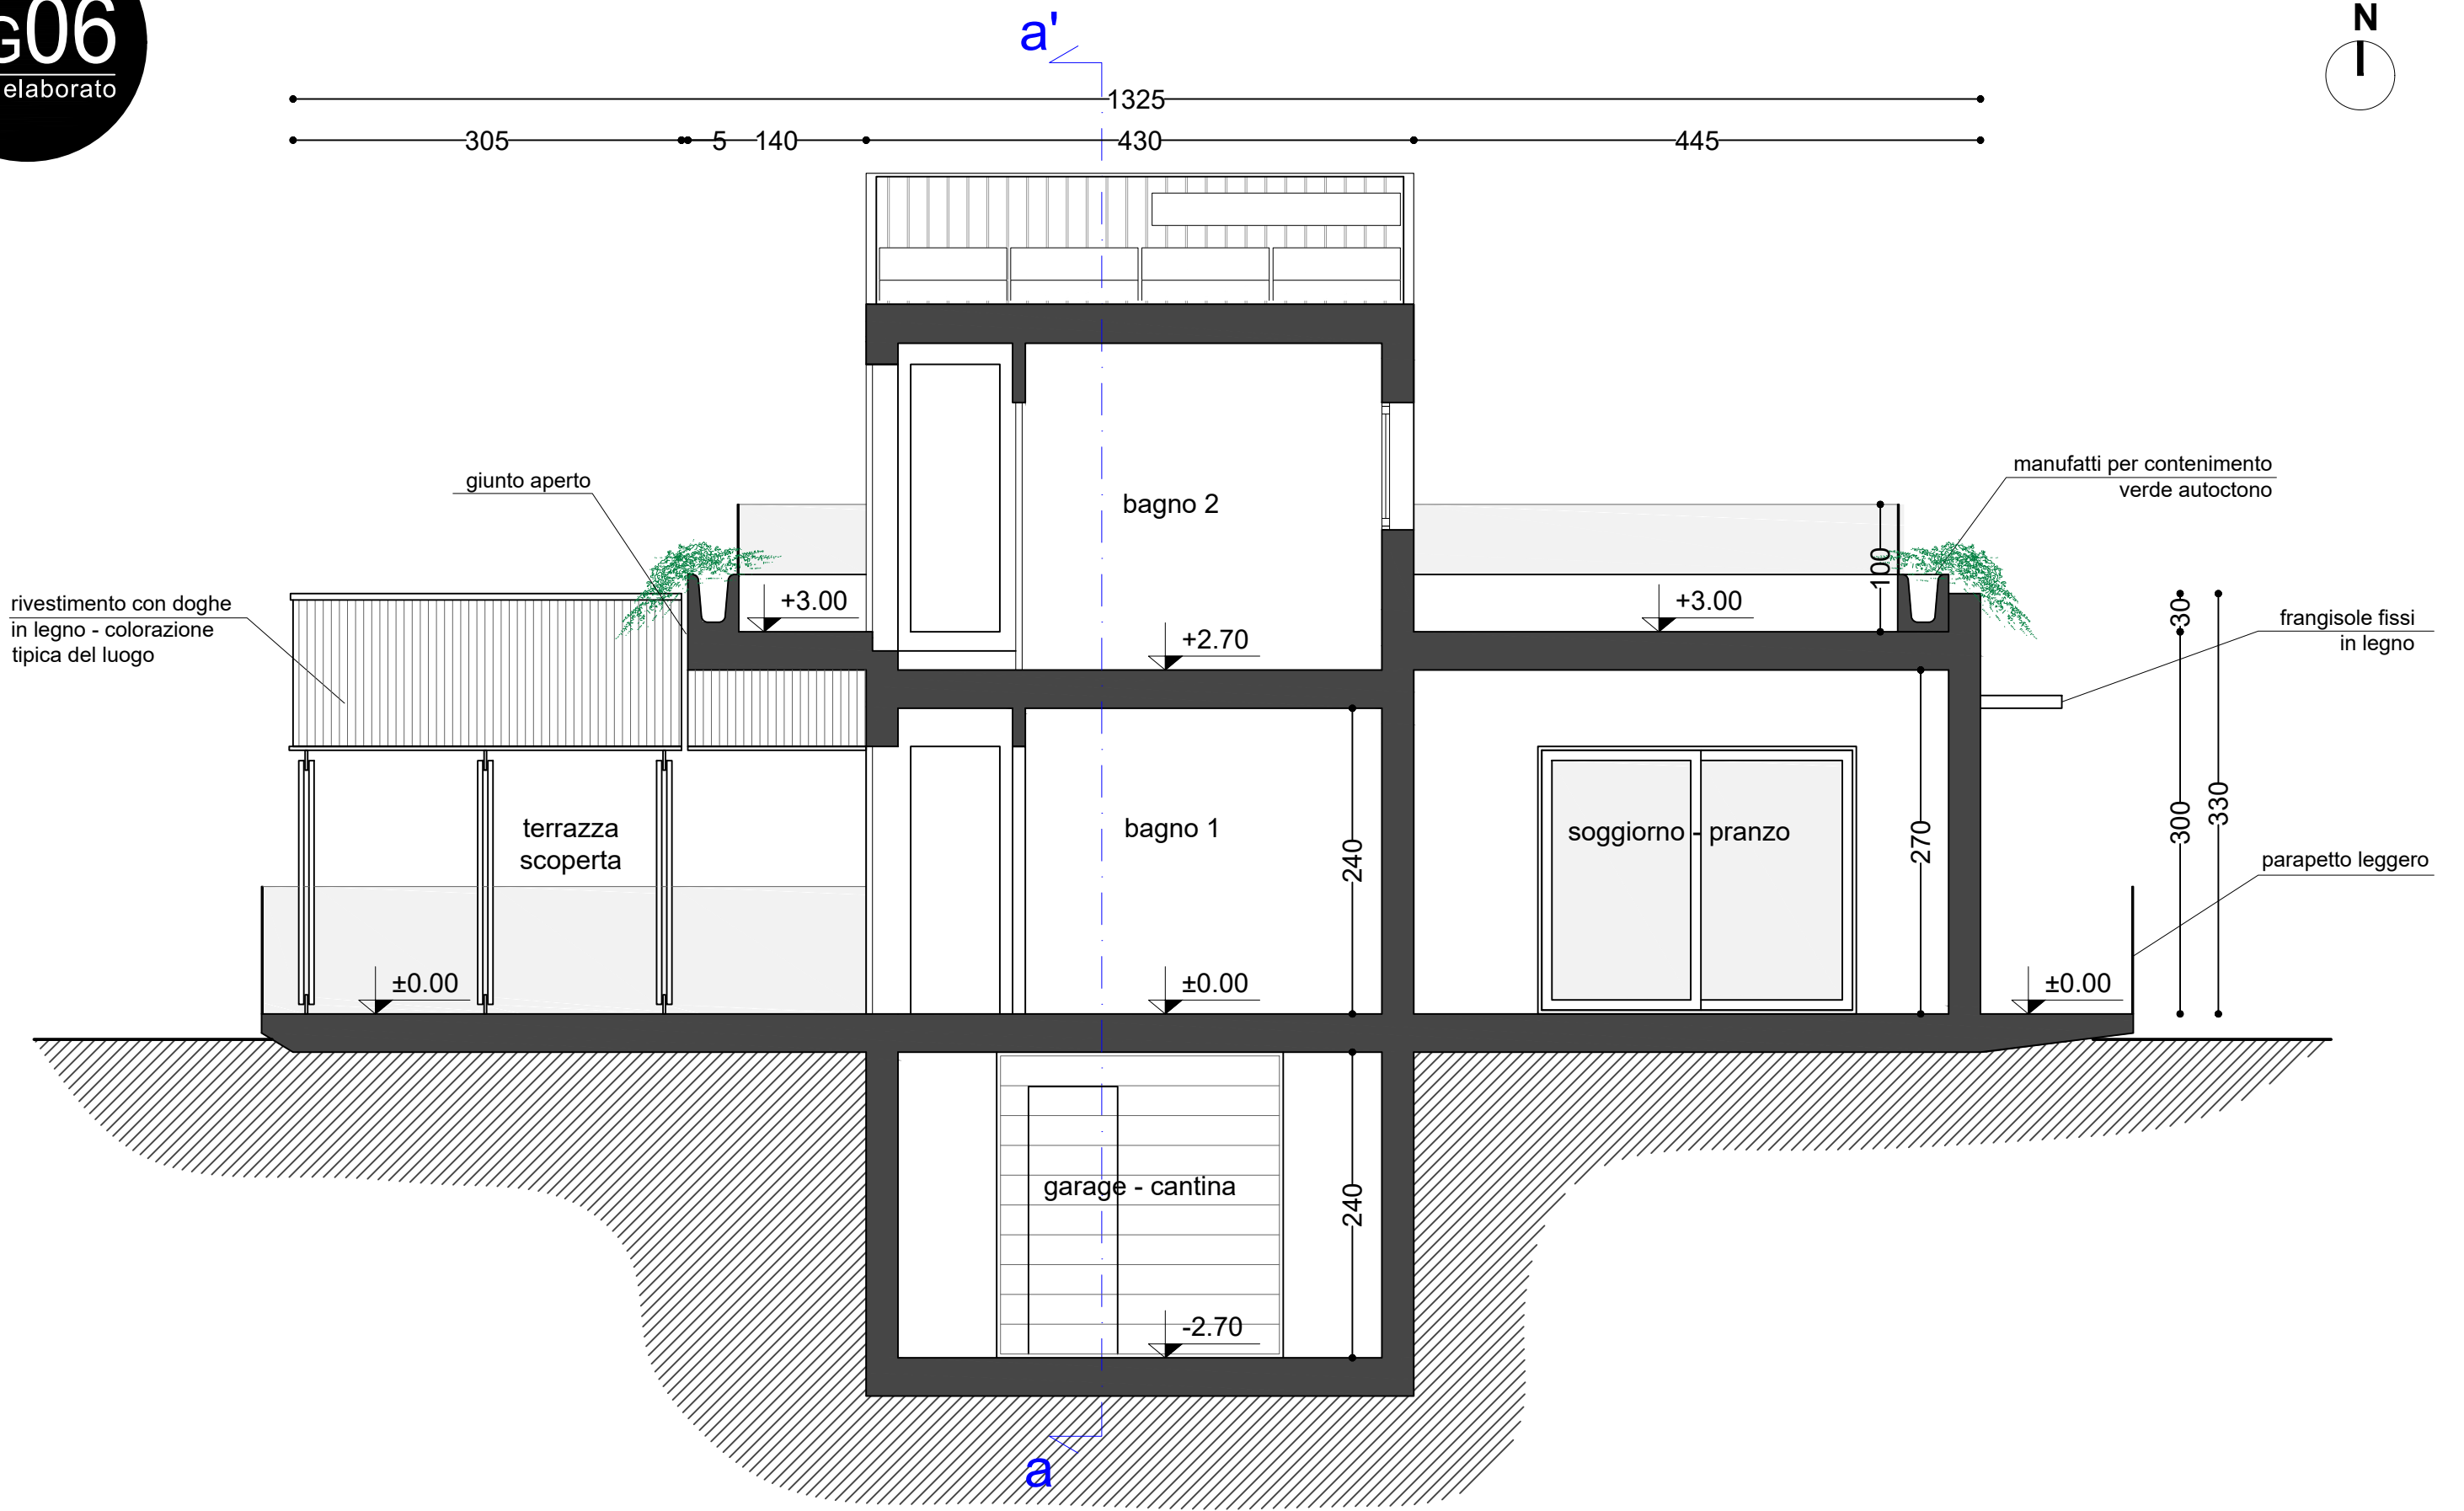 G06
elaborato
a'
N
1325
305
5
140
430
445
giunto aperto
bagno 2
manufatti per contenimento
verde autoctono
100
+3.00
+3.00
30
rivestimento con doghe
in legno - colorazione
tipica del luogo
+2.70
frangisole fissi
in legno
terrazza
scoperta
bagno 1
soggiorno - pranzo
240
270
300
330
parapetto leggero
±0.00
±0.00
±0.00
garage - cantina
240
-2.70
a